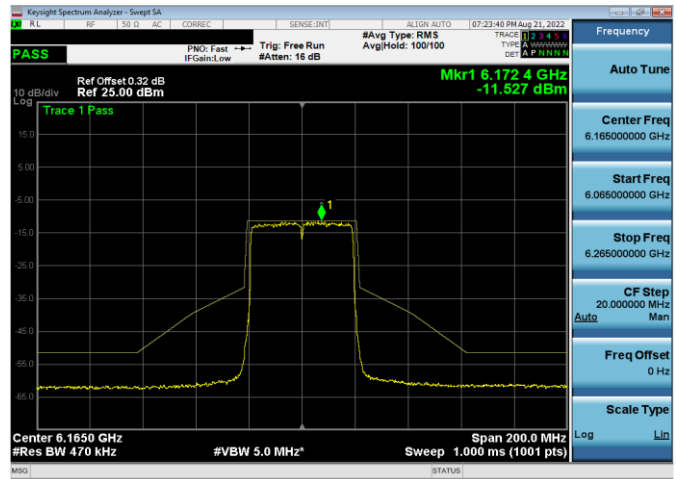 Keysight Spectrum Analyzer - Swept SA
RL RF 50 Ω AC CORREC SENSE:INT ALIGN AUTO 07:23:40 PM Aug 21, 2022
PASS
PNO: Fast
IFGain:Low
Trig: Free Run
#Atten: 16 dB
#Avg Type: RMS
Avg|Hold: 100/100
TRACE 1 2 3 4 5 6
TYPE A WWWWW
DET A P N N N N
Ref Offset 0.32 dB
10 dB/div Ref 25.00 dBm
Log
Mkr1 6.172 4 GHz
-11.527 dBm
Trace 1 Pass
15.0
5.00
-5.00
-15.0
-25.0
-35.0
-45.0
-55.0
-65.0
1
Center 6.1650 GHz
#Res BW 470 kHz
#VBW 5.0 MHz*
Span 200.0 MHz
Sweep 1.000 ms (1001 pts)
MSG STATUS
Frequency
Auto Tune
Center Freq
6.165000000 GHz
Start Freq
6.065000000 GHz
Stop Freq
6.265000000 GHz
CF Step
20.000000 MHz
Auto Man
Freq Offset
0 Hz
Scale Type
Log Lin